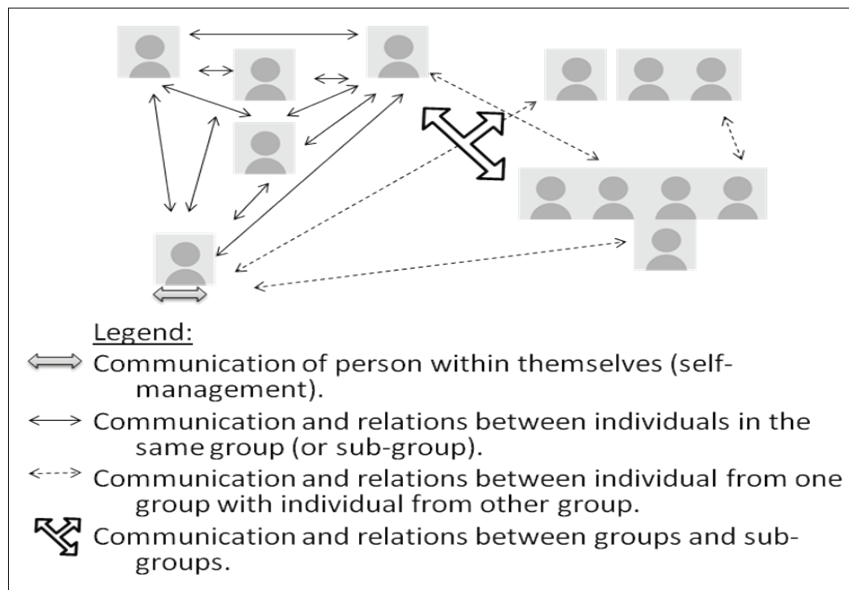 Legend:
Communication of person within themselves (self-
management).
Communication and relations between individuals in the
same group (or sub-group).
Communication and relations between individual from one
group with individual from other group.
Communication and relations between groups and sub-
groups.